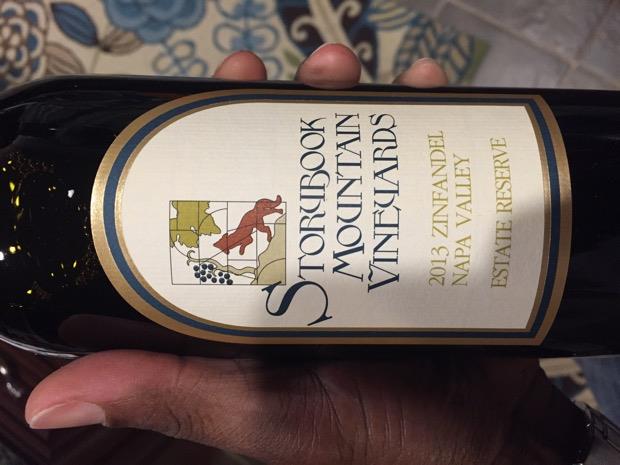 STORYBOOK
MOUNTAIN
VINEYARDS
2013 ZINFANDEL
NAPA VALLEY
ESTATE RESERVE